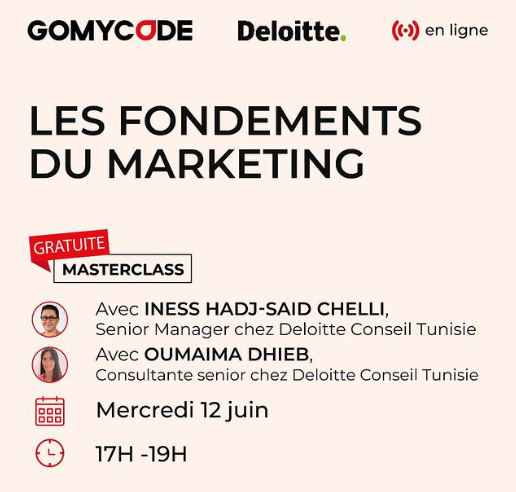 GOMYCODE
Deloitte.
en ligne
LES FONDEMENTS
DU MARKETING
GRATUITE
MASTERCLASS
Avec INESS HADJ-SAID CHELLI,
Senior Manager chez Deloitte Conseil Tunisie
Avec OUMAIMA DHIEB,
Consultante senior chez Deloitte Conseil Tunisie
Mercredi 12 juin
17H -19H